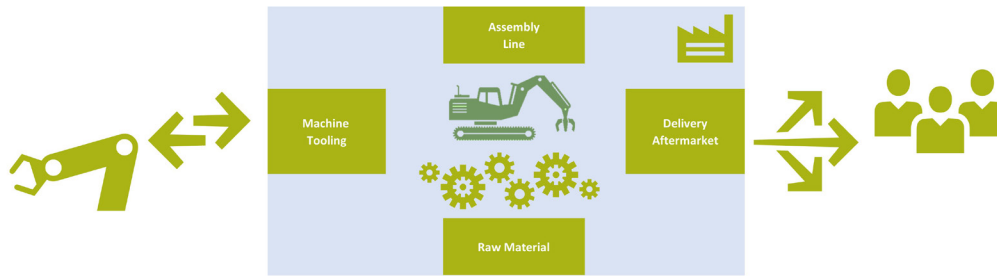 Assembly
Line
Machine
Tooling
Delivery
Aftermarket
Raw Material